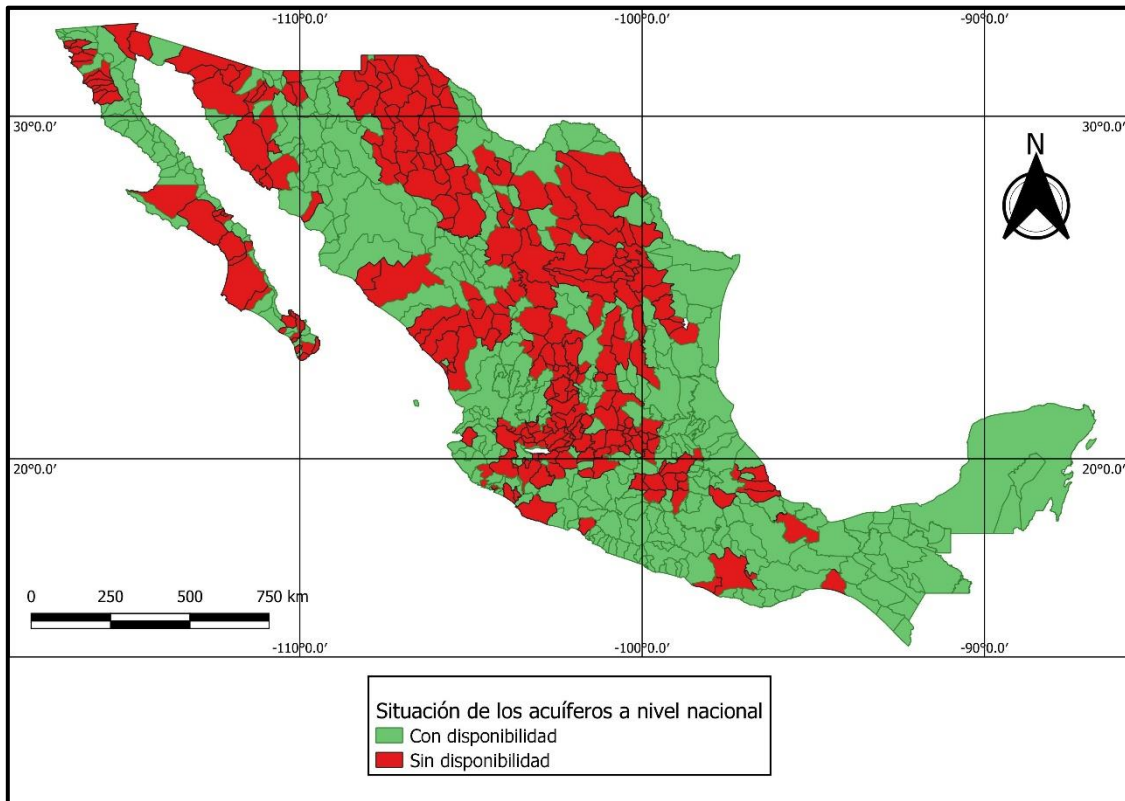 -110°0.0′
-100°0.0′
-90°0.0′
30°0.0′
30°0.0′
N
20°0.0′
20°0.0′
0 250 500 750 km
-110°0.0′
-100°0.0′
-90°0.0′
Situación de los acuíferos a nivel nacional
Con disponibilidad
Sin disponibilidad